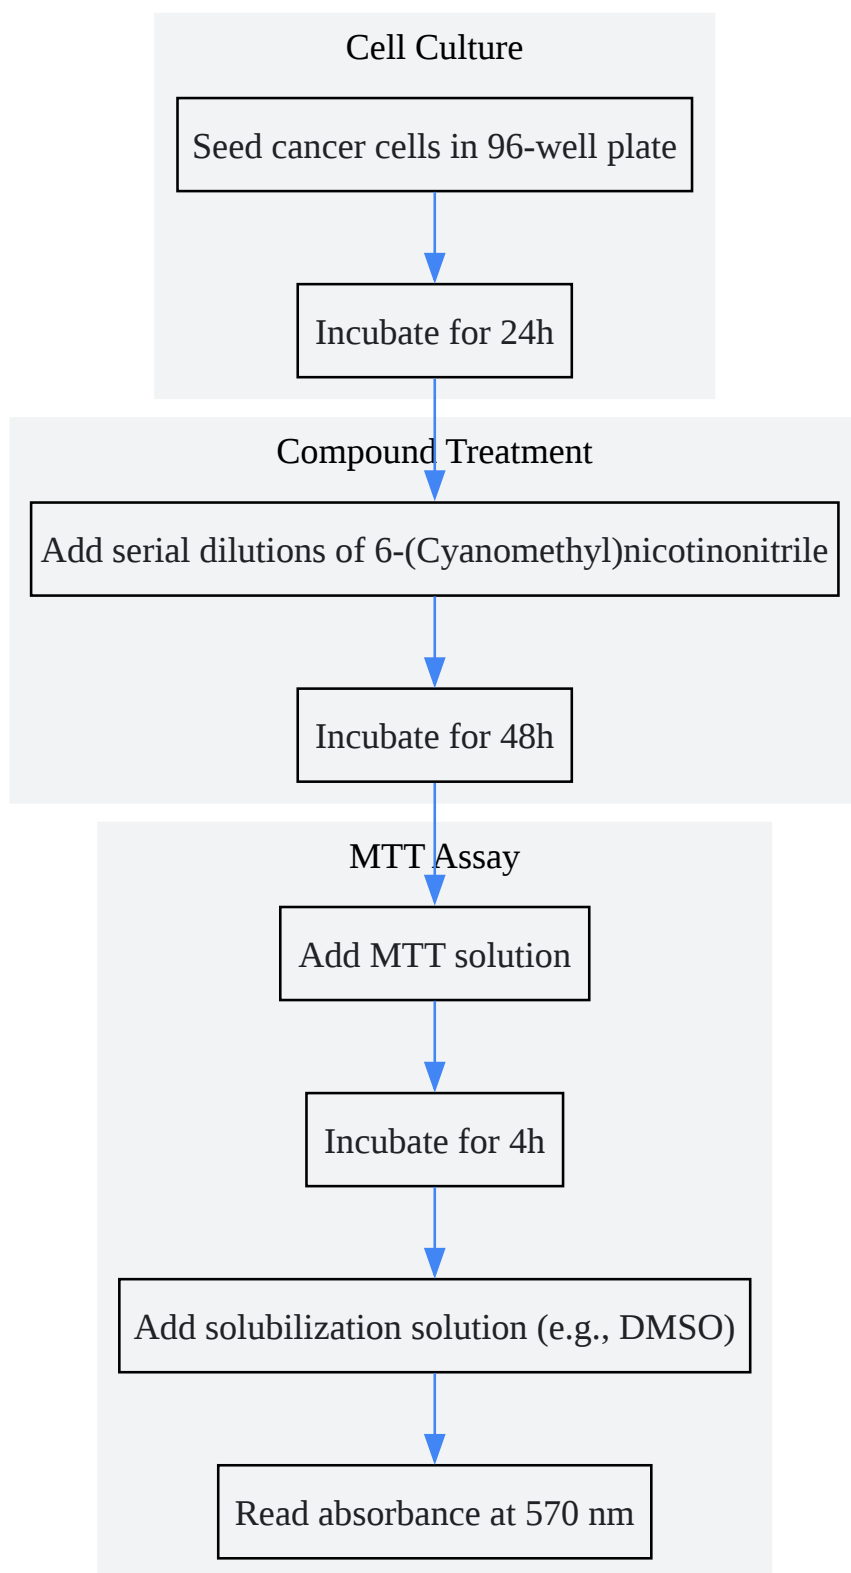 Cell Culture
Seed cancer cells in 96-well plate
Incubate for 24h
Compound Treatment
Add serial dilutions of 6-(Cyanomethyl)nicotinonitrile
Incubate for 48h
MTT Assay
Add MTT solution
Incubate for 4h
Add solubilization solution (e.g., DMSO)
Read absorbance at 570 nm